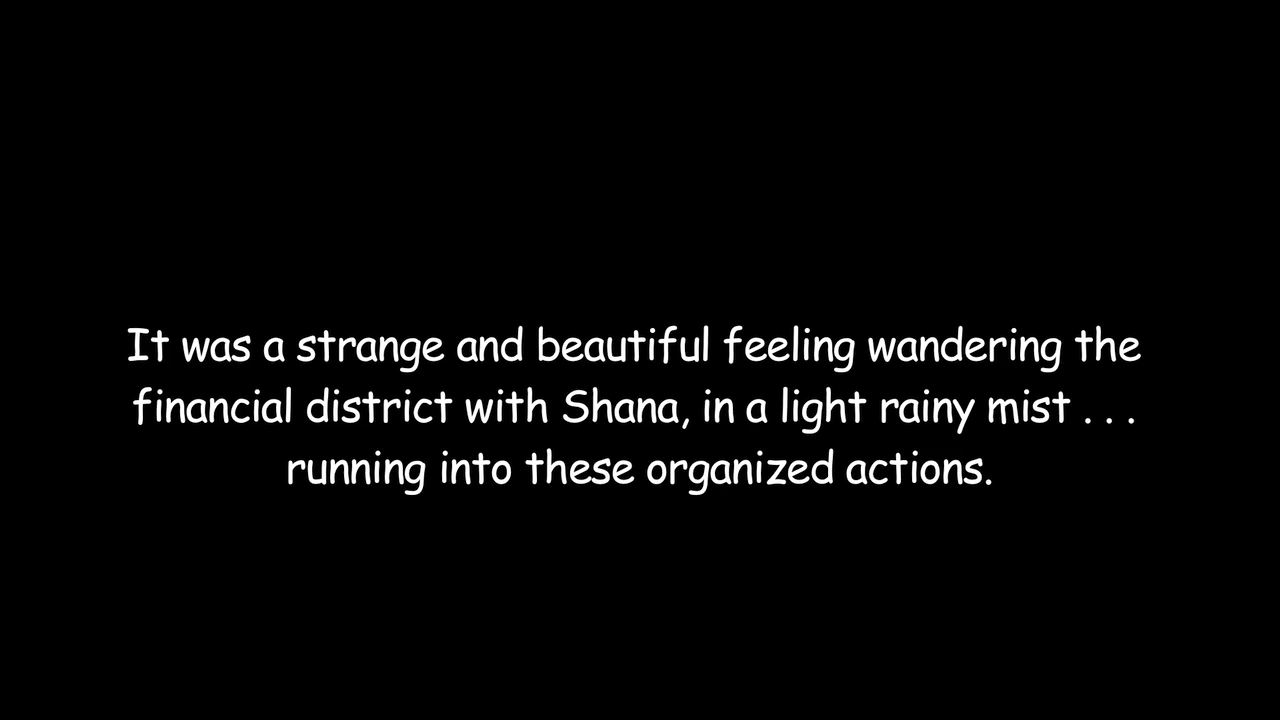 It was a strange and beautiful feeling wandering the
financial district with Shana, in a light rainy mist . . .
running into these organized actions.